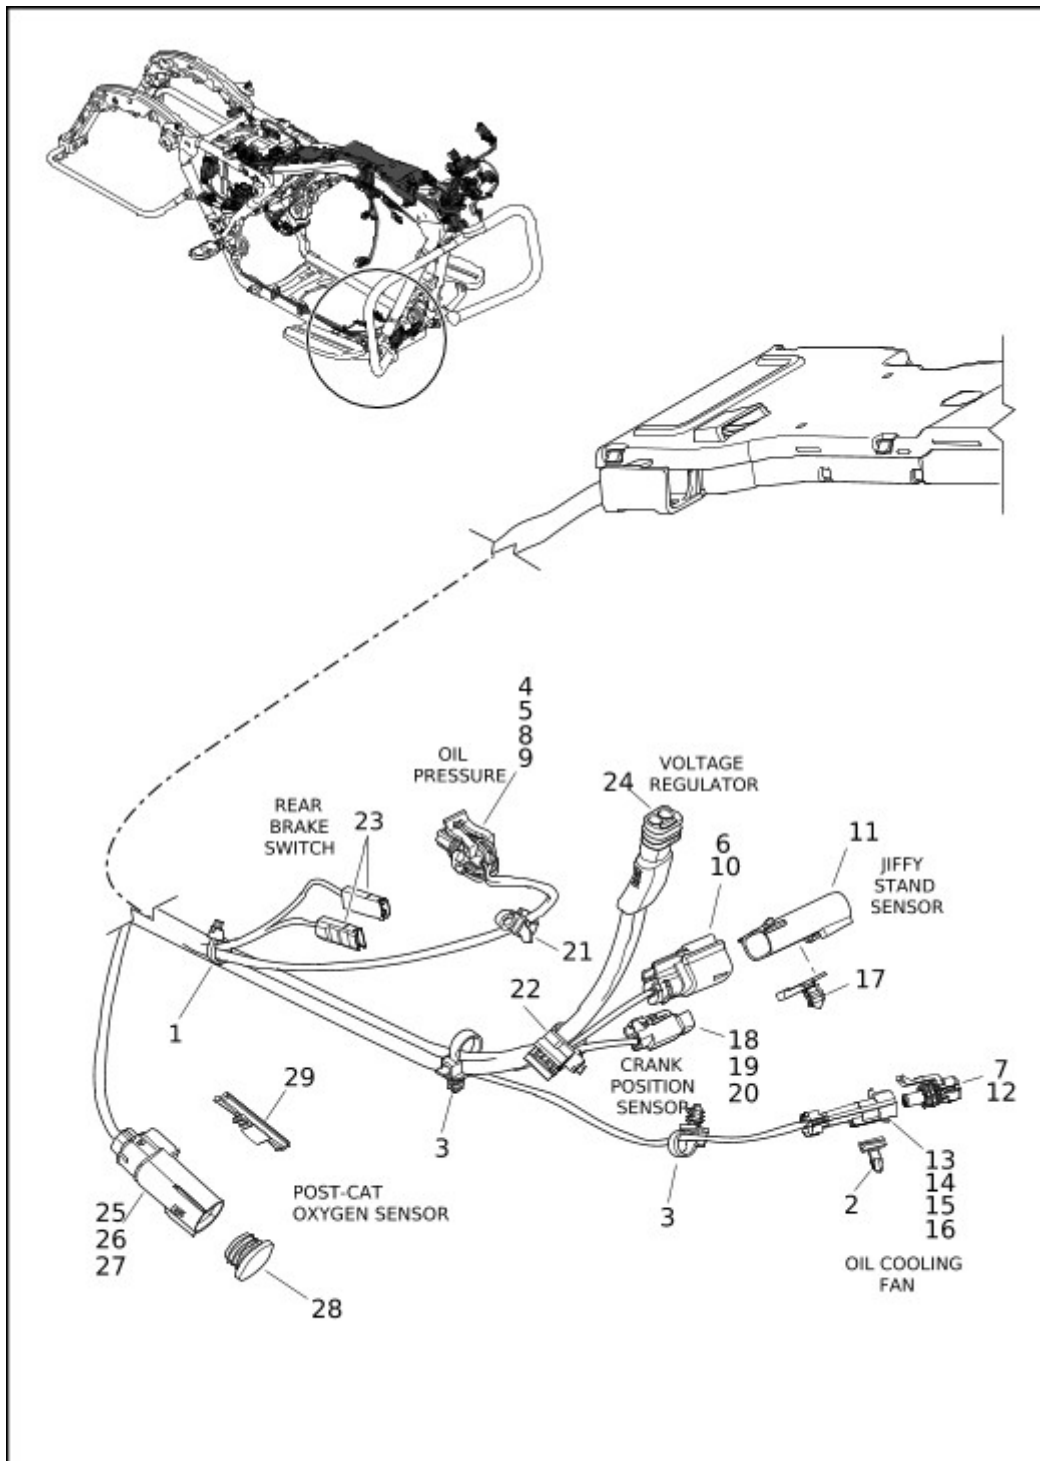 4
5
8
9
OIL
PRESSURE
24
VOLTAGE
REGULATOR
REAR
BRAKE
SWITCH
23
6
10
11
JIFFY
STAND
SENSOR
21
22
17
1
18
19
20
CRANK
POSITION
SENSOR
29
3
7
12
3
2
13
14
15
16
POST-CAT
OXYGEN SENSOR
25
26
27
28
OIL COOLING
FAN